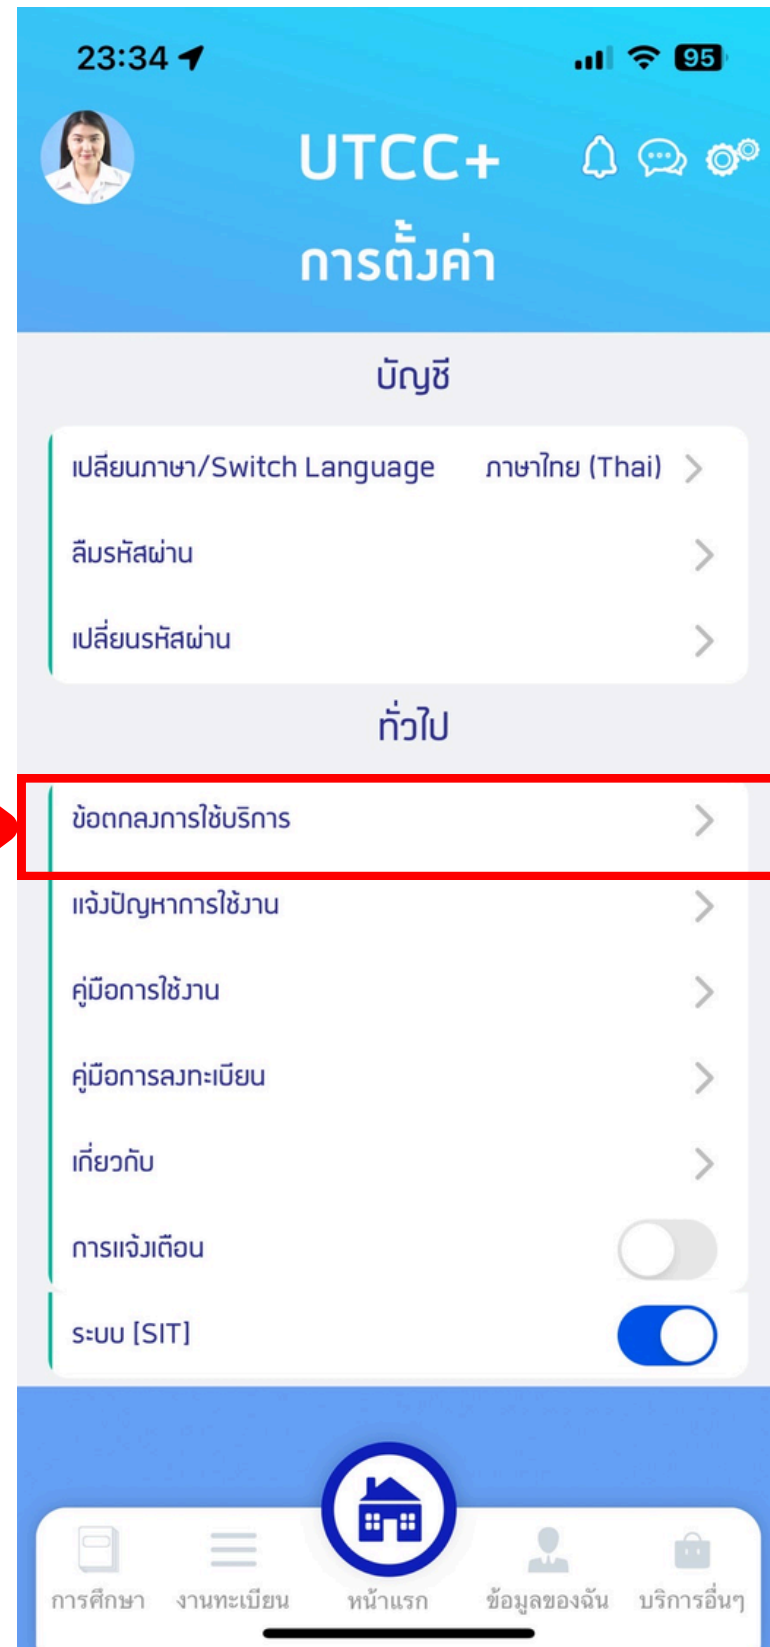 23:34
95
UTCC+
การตั้งค่า
บัญชี
เปลี่ยนภาษา/Switch Language ภาษาไทย (Thai)
ลืมรหัสผ่าน
เปลี่ยนรหัสผ่าน
ทั่วไป
ข้อตกลงการใช้บริการ
แจ้งปัญหาการใช้งาน
คู่มือการใช้งาน
คู่มือการลงทะเบียน
เกี่ยวกับ
การแจ้งเตือน
ระบบ [SIT]
การศึกษา งานทะเบียน หน้าแรก ข้อมูลของฉัน บริการอื่นๆ